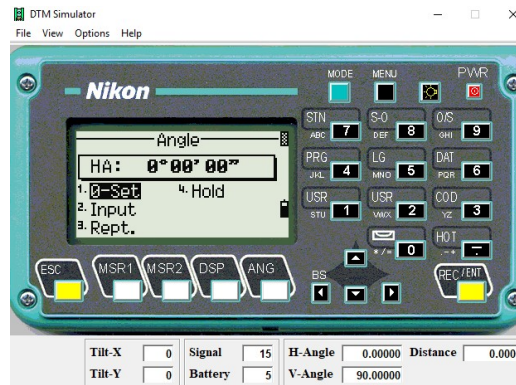 DTM Simulator
File View Options Help
MODE MENU PWR
Nikon
STN S-O O/S
ABC 7 DEF 8 GHI 9
Angle
HA: 0°00'00"
1. 0-Set 4. Hold
2. Input
3. Rept.
PRG LG DAT
JKL 4 MNO 5 PQR 6
USR USR COD
STU 1 VWX 2 YZ 3
HOT
*/= 0 .-+
ESC MSR1 MSR2 DSP ANG BS REC/ENT
Tilt-X 0 Signal 15 H-Angle 0.00000 Distance 0.000
Tilt-Y 0 Battery 5 V-Angle 90.00000